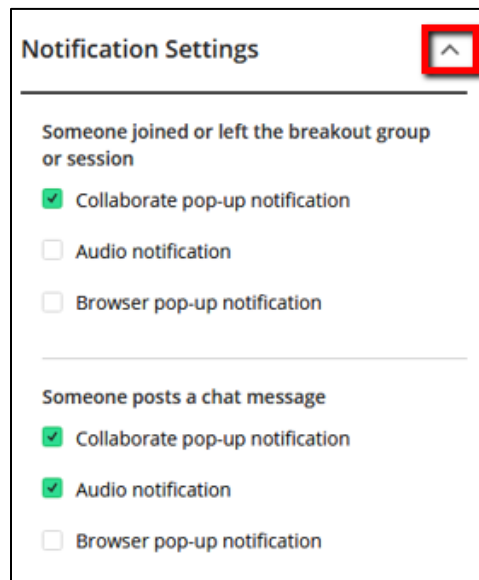 Notification Settings
Someone joined or left the breakout group
or session
Collaborate pop-up notification
Audio notification
Browser pop-up notification
Someone posts a chat message
Collaborate pop-up notification
Audio notification
Browser pop-up notification